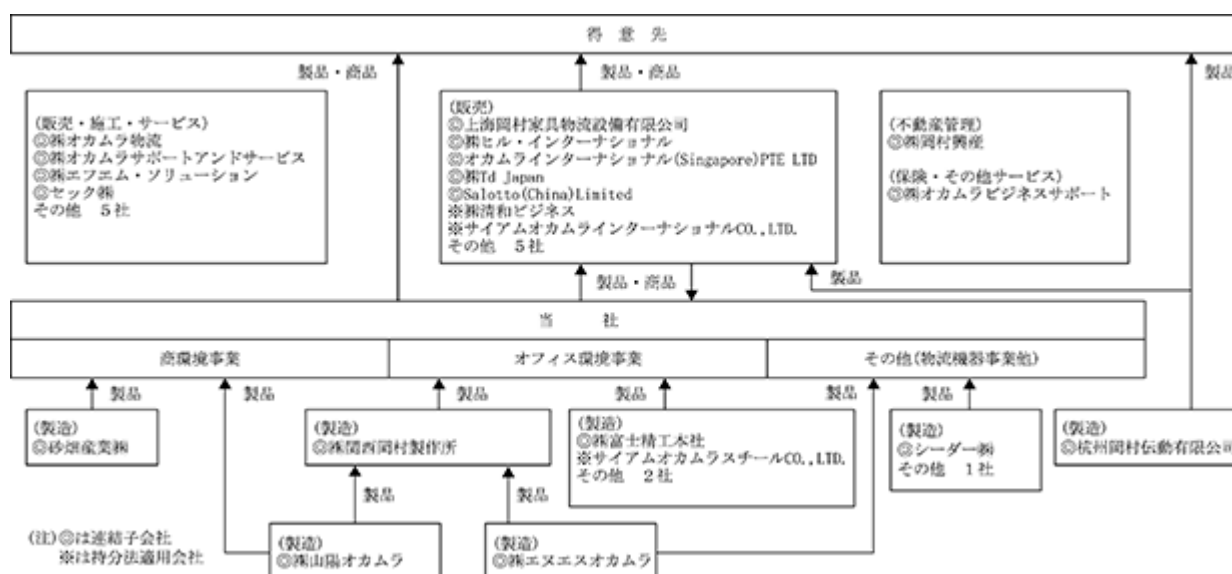 得 意 先
製品・商品
製品・商品
製品
(販売・施工・サービス)
◎㈱オカムラ物流
◎㈱オカムラサポートアンドサービス
◎㈱エフエム・ソリューション
◎セック㈱
その他 5社
(販売)
◎上海岡村家具物流設備有限公司
◎㈱ヒル・インターナショナル
◎オカムラインターナショナル(Singapore)PTE LTD
◎㈱Td Japan
◎Salotto(China)Limited
※㈱清和ビジネス
※サイアムオカムラインターナショナルCO.,LTD.
その他 5社
(不動産管理)
◎㈱岡村興産
(保険・その他サービス)
◎㈱オカムラビジネスサポート
製品・商品
製品
当 社
商環境事業
オフィス環境事業
その他(物流機器事業他)
製品
製品
製品
製品
製品
製品
(製造)
◎砂畑産業㈱
(製造)
◎㈱関西岡村製作所
(製造)
◎㈱富士精工本社
※サイアムオカムラスチールCO.,LTD.
その他 2社
(製造)
◎シーダー㈱
その他 1社
(製造)
◎杭州岡村伝動有限公司
製品
製品
(製造)
◎㈱山陽オカムラ
(製造)
◎㈱エヌエスオカムラ
(注)◎は連結子会社
※は持分法適用会社